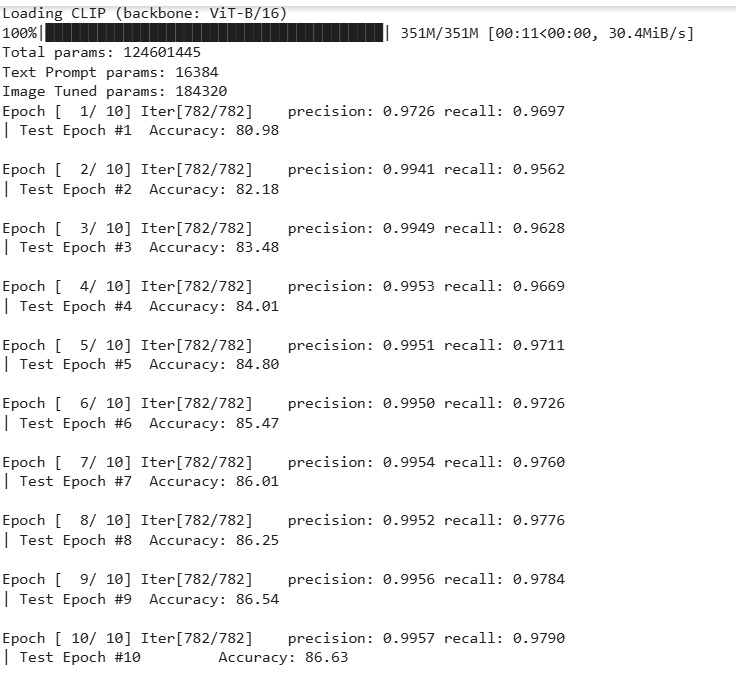 Loading CLIP (backbone: ViT-B/16)
100%|███████████████████████████████████████| 351M/351M [00:11<00:00, 30.4MiB/s]
Total params: 124601445
Text Prompt params: 16384
Image Tuned params: 184320
Epoch [  1/ 10] Iter[782/782]    precision: 0.9726 recall: 0.9697
| Test Epoch #1  Accuracy: 80.98
Epoch [  2/ 10] Iter[782/782]    precision: 0.9941 recall: 0.9562
| Test Epoch #2  Accuracy: 82.18
Epoch [  3/ 10] Iter[782/782]    precision: 0.9949 recall: 0.9628
| Test Epoch #3  Accuracy: 83.48
Epoch [  4/ 10] Iter[782/782]    precision: 0.9953 recall: 0.9669
| Test Epoch #4  Accuracy: 84.01
Epoch [  5/ 10] Iter[782/782]    precision: 0.9951 recall: 0.9711
| Test Epoch #5  Accuracy: 84.80
Epoch [  6/ 10] Iter[782/782]    precision: 0.9950 recall: 0.9726
| Test Epoch #6  Accuracy: 85.47
Epoch [  7/ 10] Iter[782/782]    precision: 0.9954 recall: 0.9760
| Test Epoch #7  Accuracy: 86.01
Epoch [  8/ 10] Iter[782/782]    precision: 0.9952 recall: 0.9776
| Test Epoch #8  Accuracy: 86.25
Epoch [  9/ 10] Iter[782/782]    precision: 0.9956 recall: 0.9784
| Test Epoch #9  Accuracy: 86.54
Epoch [ 10/ 10] Iter[782/782]    precision: 0.9957 recall: 0.9790
| Test Epoch #10         Accuracy: 86.63